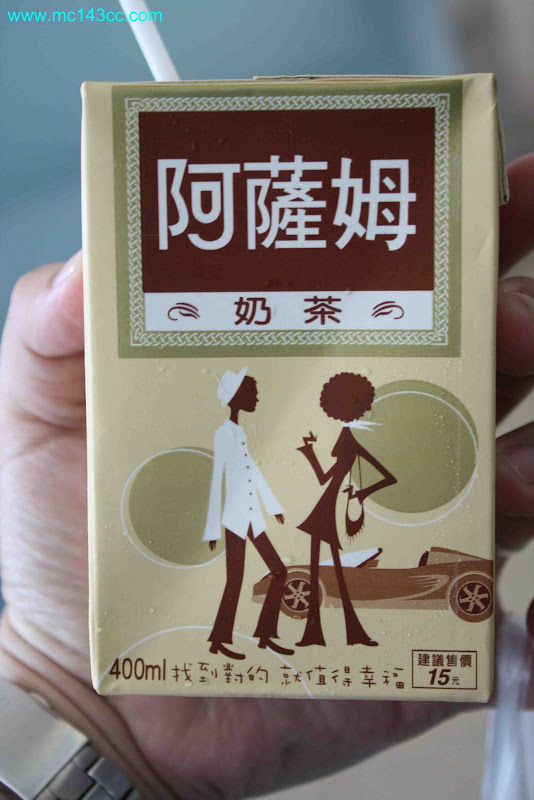 www.mc143cc.com
阿薩姆
奶茶
400ml 找到對的 就值得幸福
建議售價
15元